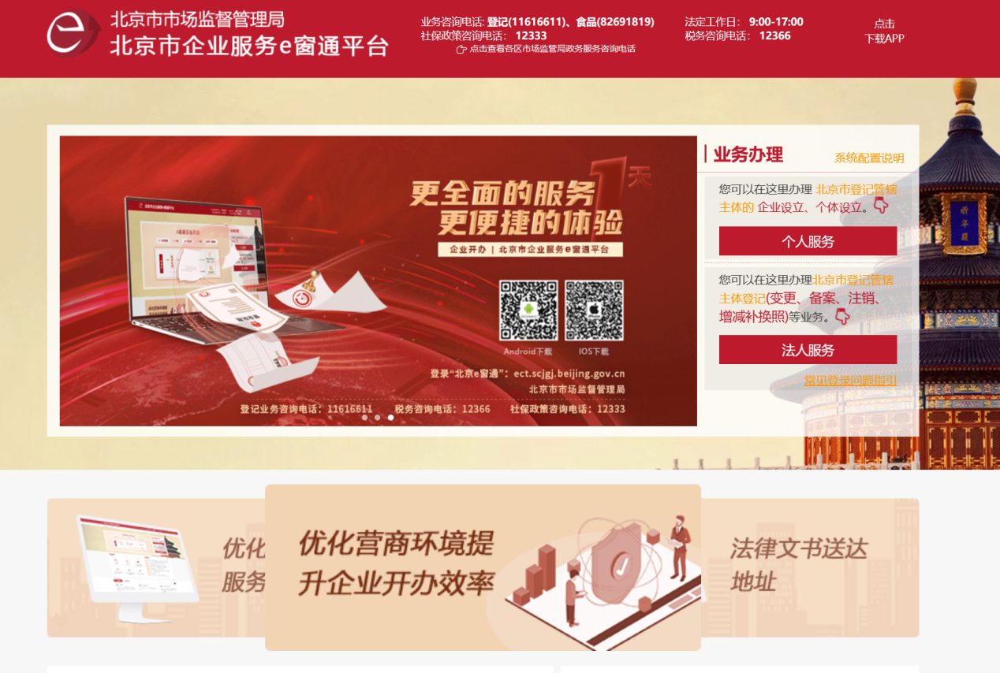 北京市市场监督管理局
北京市企业服务e窗通平台
业务咨询电话: 登记(11616611)、食品(82691819)
社保政策咨询电话： 12333
点击查看各区市场监管局政务服务咨询电话
法定工作日： 9:00-17:00
税务咨询电话： 12366
点击
下载APP
更全面的服务1天
更便捷的体验
企业开办 | 北京市企业服务e窗通平台
Android下载 IOS下载
登录“北京e窗通”：ect.scjgj.beijing.gov.cn
北京市市场监督管理局
登记业务咨询电话：11616611 税务咨询电话：12366 社保政策咨询电话：12333
业务办理
系统配置说明
您可以在这里办理 北京市登记管辖
主体的 企业设立、个体设立。
个人服务
您可以在这里办理北京市登记管辖
主体登记(变更、备案、注销、
增减补换照)等业务。
法人服务
常见登录问题指引
优化
服务
优化营商环境提
升企业开办效率
法律文书送达
地址